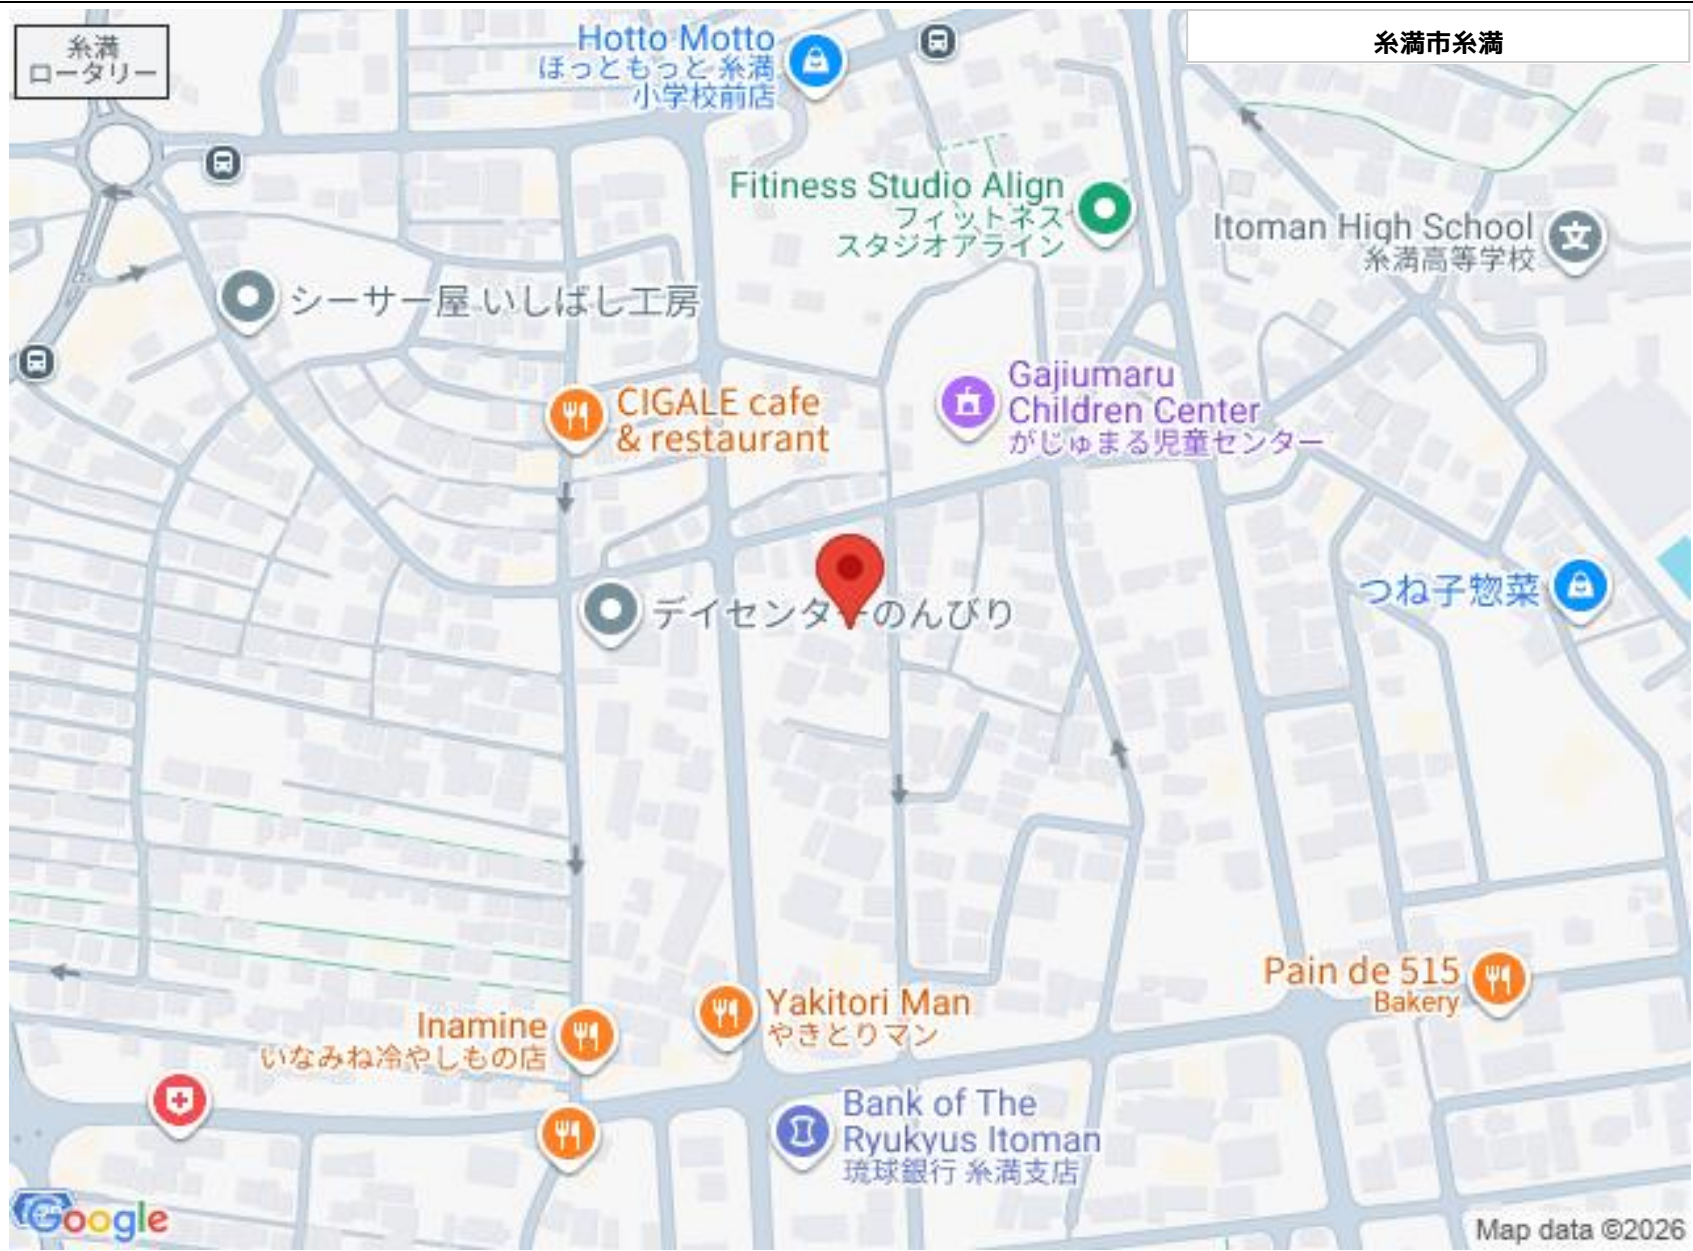 糸満
ロータリー
糸満市糸満
Hotto Motto
ほっともっと 糸満
小学校前店
Fitiness Studio Align
フィットネス
スタジオアライン
Itoman High School
糸満高等学校
文
シーサー屋 いしばし工房
CIGALE cafe
& restaurant
Gajiumaru
Children Center
がじゅまる児童センター
デイセンターのんびり
つね子惣菜
Pain de 515
Bakery
Yakitori Man
やきとりマン
Inamine
いなみね冷やしもの店
Bank of The
Ryukyus Itoman
琉球銀行 糸満支店
Google
Map data ©2026